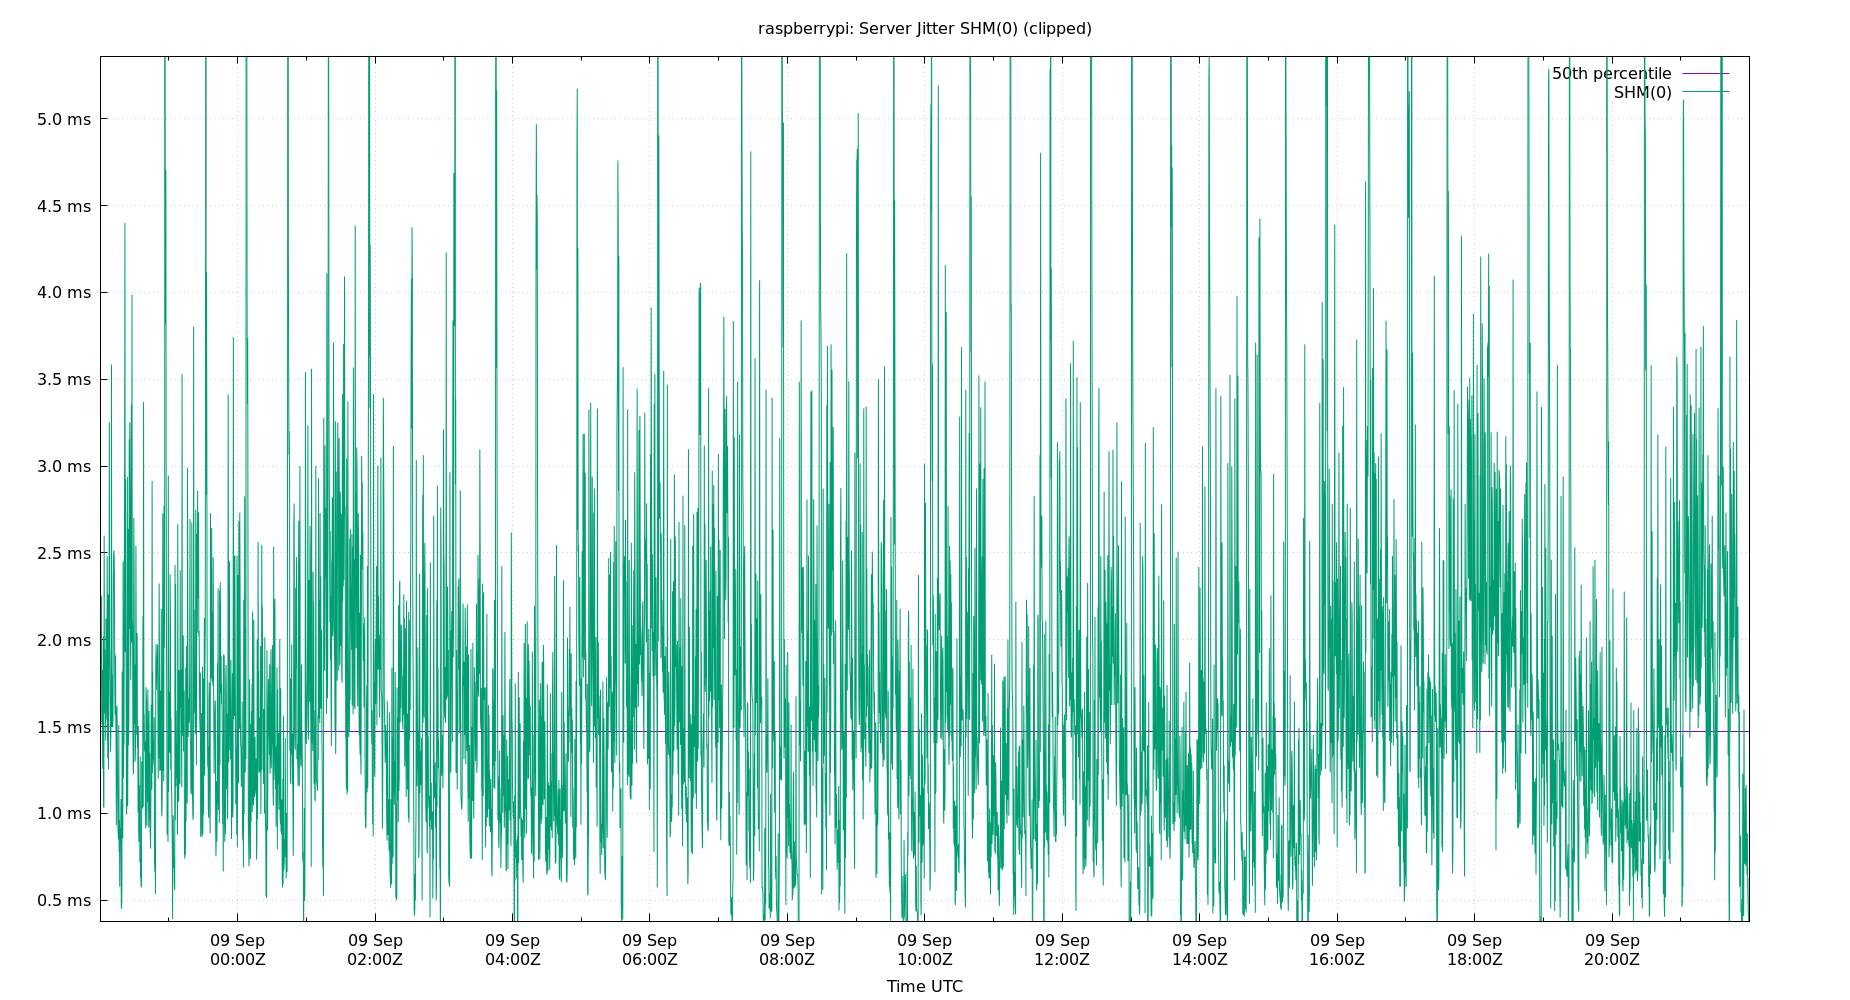 raspberrypi: Server Jitter SHM(0) (clipped)
50th percentile
SHM(0)
5.0 ms
4.5 ms
4.0 ms
3.5 ms
3.0 ms
2.5 ms
2.0 ms
1.5 ms
1.0 ms
0.5 ms
09 Sep 09 Sep 09 Sep 09 Sep 09 Sep 09 Sep 09 Sep 09 Sep 09 Sep 09 Sep 09 Sep
00:00Z 02:00Z 04:00Z 06:00Z 08:00Z 10:00Z 12:00Z 14:00Z 16:00Z 18:00Z 20:00Z
Time UTC